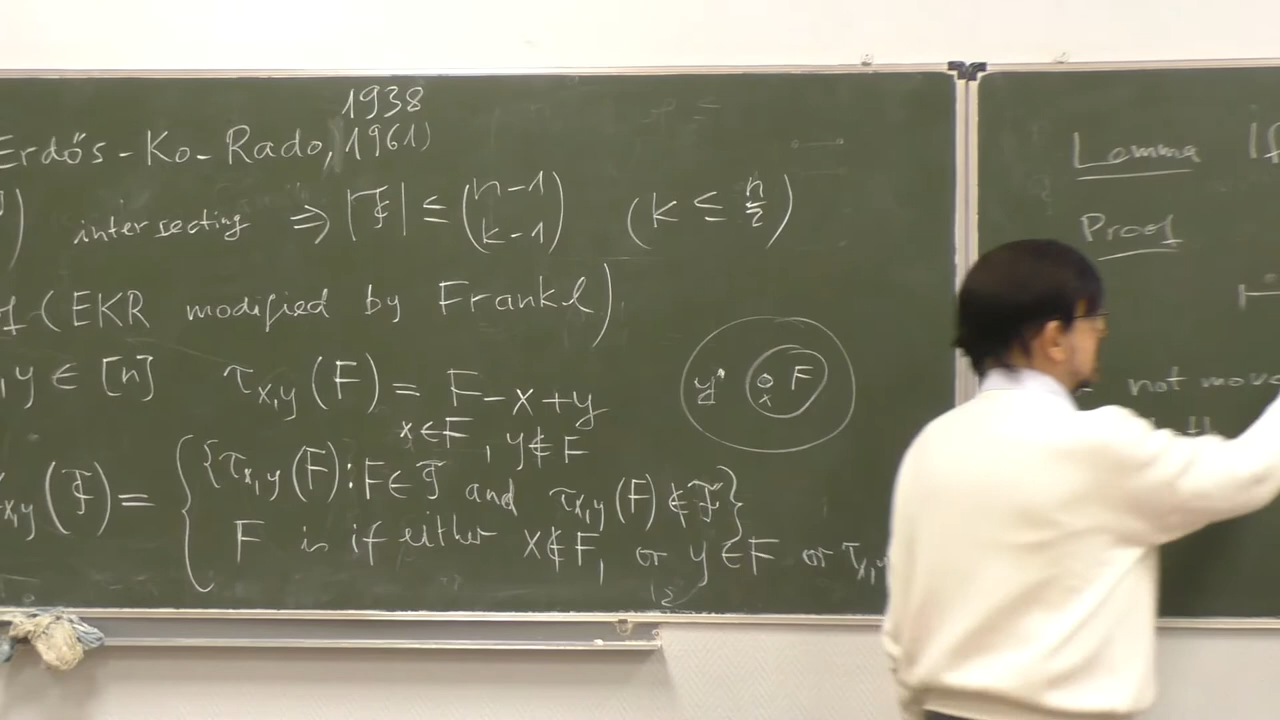 1938
Erdős-Ko-Rado, 1961)
) intersecting ⇒ |ℱ| ≤ (n-1 k-1) (k ≤ n/2)
(EKR modified by Frankl)
,y ∈ [n] τx,y(F) = F-x+y
x∈F, y∉F
y x F
x,y(ℱ) = { {τx,y(F): F∈ℱ and τx,y(F)∉ℱ}
F is if either x∉F, or y∈F or τx,y
Lemma If
Proof
not move